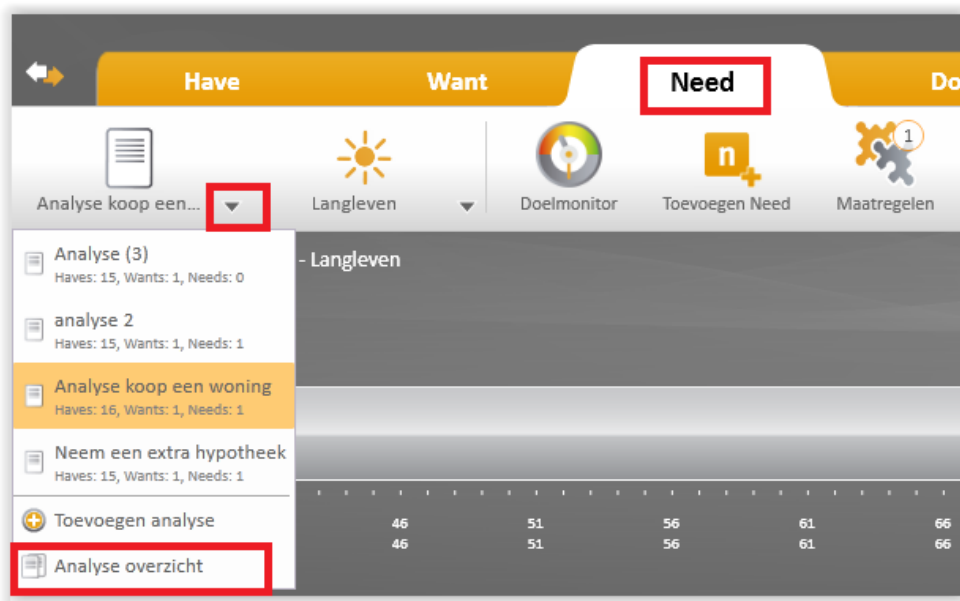 Have
Want
Need
Do
1
n
Analyse koop een...
Langleven
Doelmonitor
Toevoegen Need
Maatregelen
Analyse (3)
Haves: 15, Wants: 1, Needs: 0
- Langleven
analyse 2
Haves: 15, Wants: 1, Needs: 1
Analyse koop een woning
Haves: 16, Wants: 1, Needs: 1
Neem een extra hypotheek
Haves: 15, Wants: 1, Needs: 1
Toevoegen analyse
Analyse overzicht
46 51 56 61 66
46 51 56 61 66